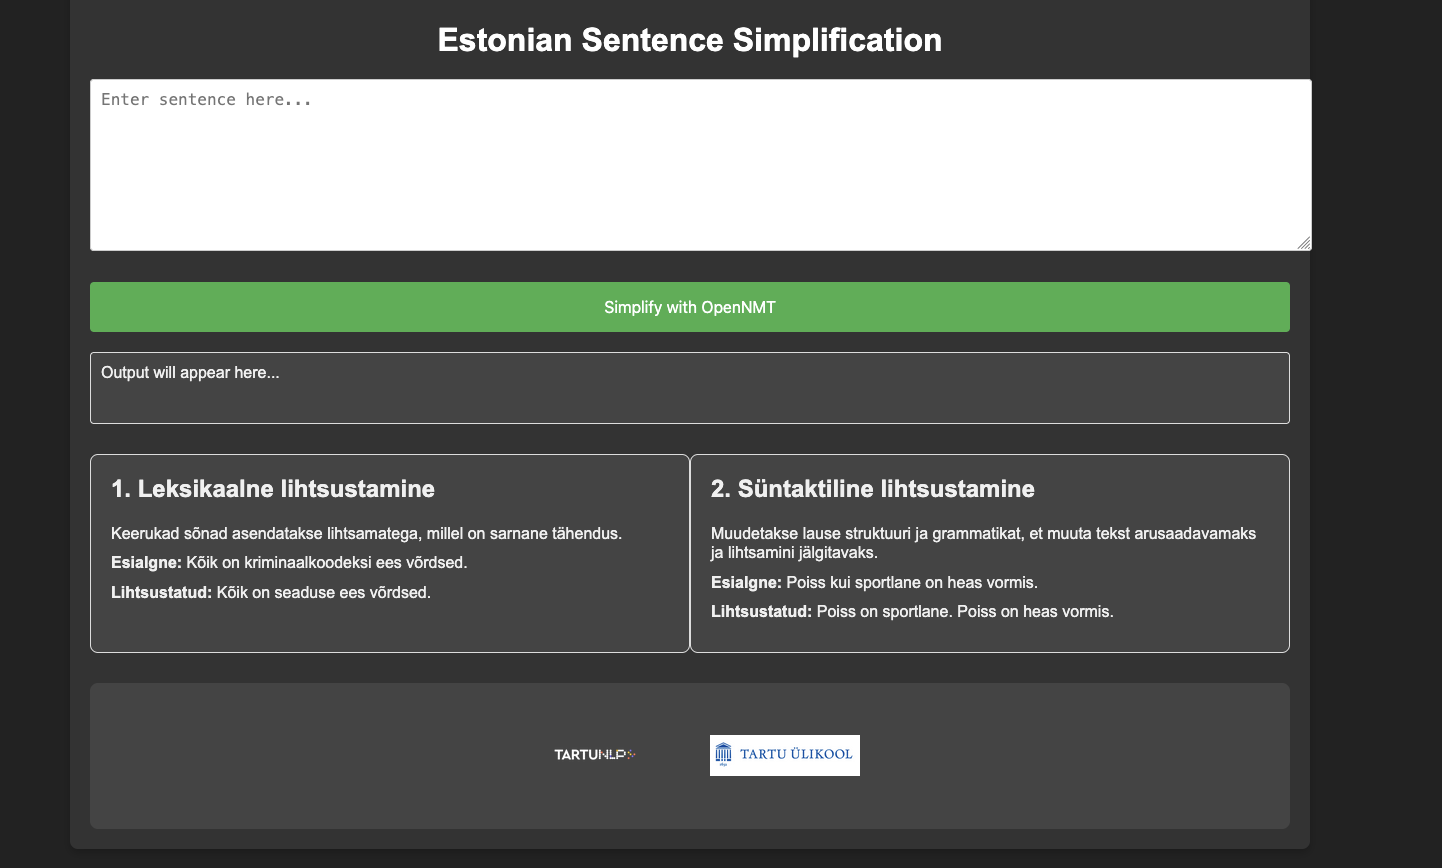 Estonian Sentence Simplification
Enter sentence here...
Simplify with OpenNMT
Output will appear here...
1. Leksikaalne lihtsustamine
Keerukad sõnad asendatakse lihtsamatega, millel on sarnane tähendus.
Esialgne: Kõik on kriminaalkoodeksi ees võrdsed.
Lihtsustatud: Kõik on seaduse ees võrdsed.
2. Süntaktiline lihtsustamine
Muudetakse lause struktuuri ja grammatikat, et muuta tekst arusaadavamaks
ja lihtsamini jälgitavaks.
Esialgne: Poiss kui sportlane on heas vormis.
Lihtsustatud: Poiss on sportlane. Poiss on heas vormis.
TARTUNLP
TARTU ÜLIKOOL